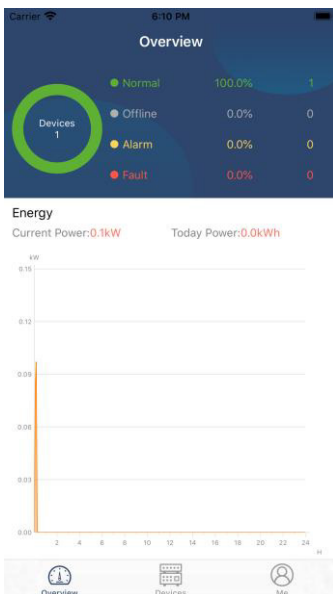 Carrier 6:10 PM
Overview
Normal 100.0% 1
Devices
1
Offline 0.0% 0
Alarm 0.0% 0
Fault 0.0% 0
Energy
Current Power:0.1kW Today Power:0.0kWh
kW
0.15
0.12
0.09
0.06
0.03
0.00
2 4 6 8 10 12 14 16 18 20 22 24
H
Overview Devices Me